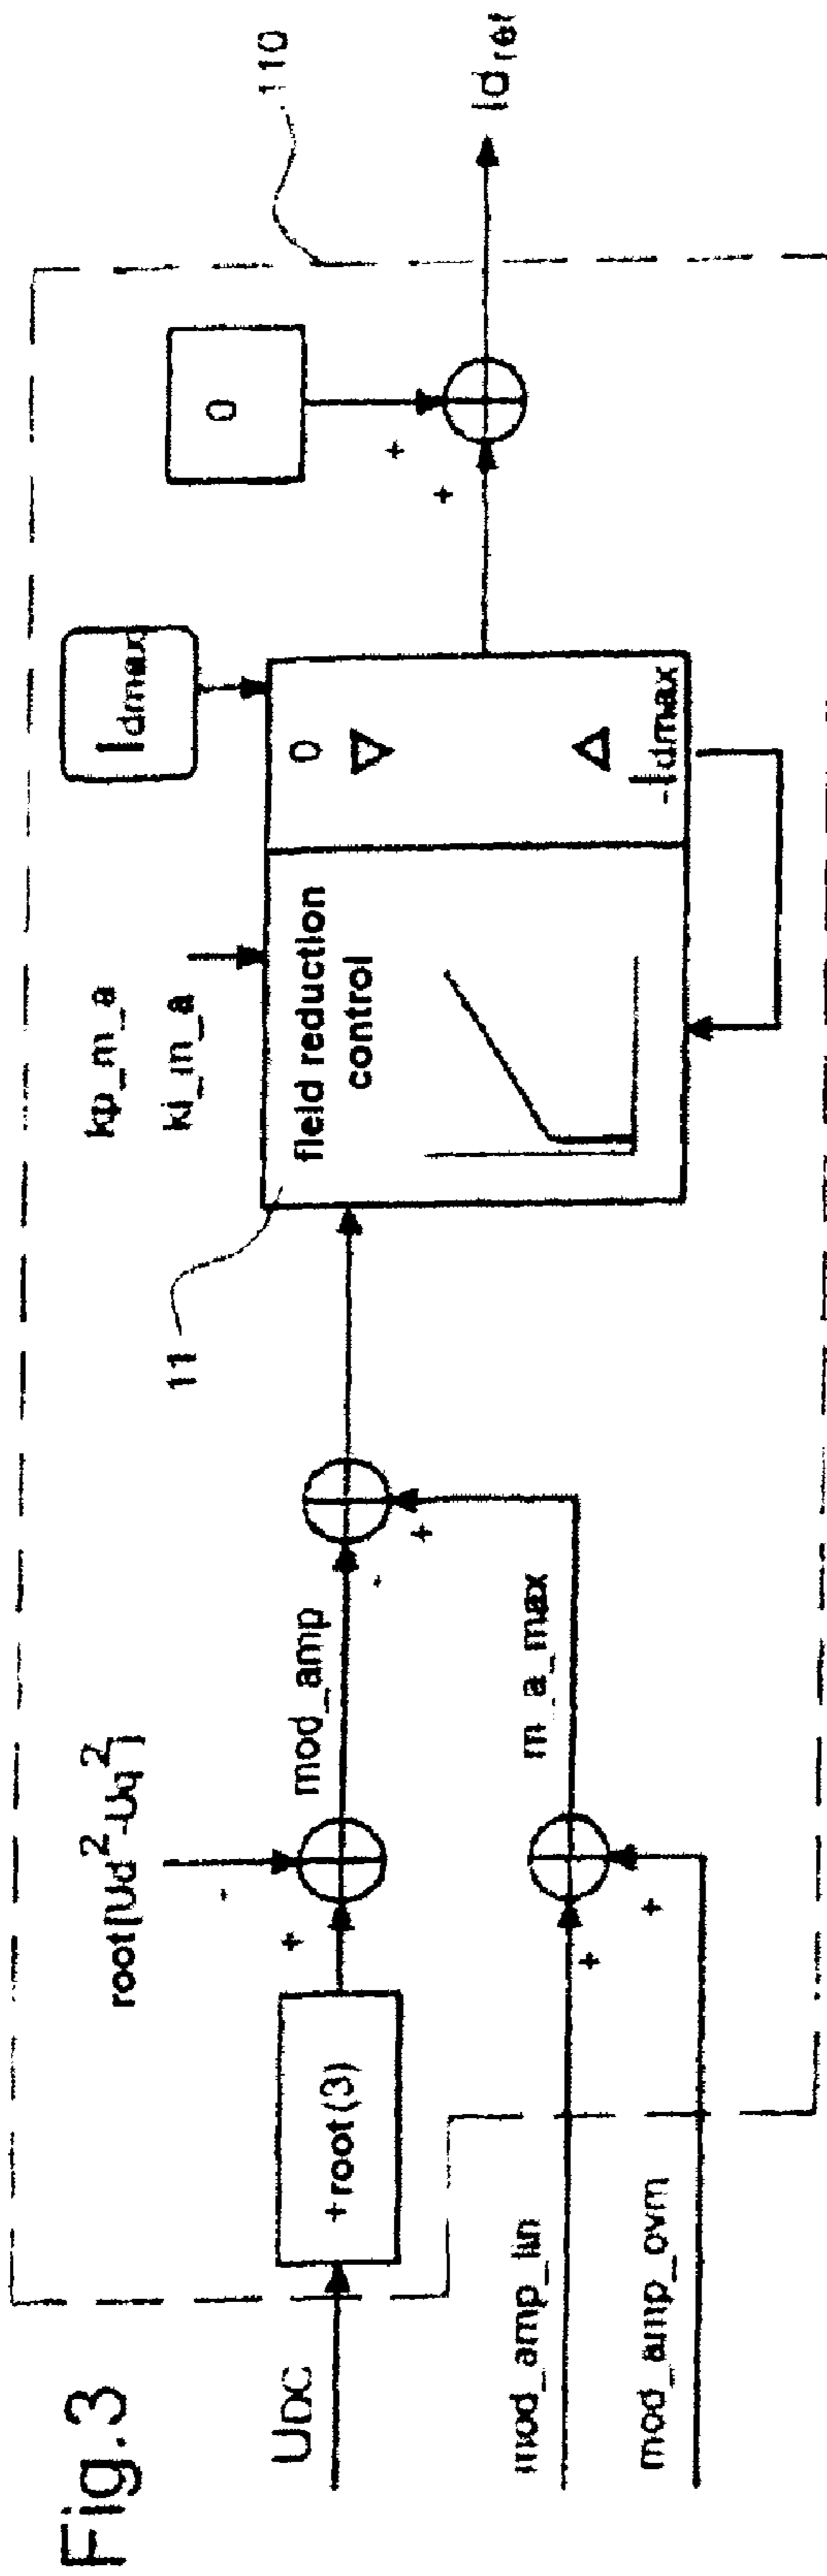 Fig.3
110
0
Idmax
kp_m_a
ki_m_a
field reduction
control
0
-Idmax
Idref
11
root[Ud²-Uq²]
mod_amp
-
+
+root(3)
UDC
-
+
m_a_max
+
+
+
+
mod_amp_lin
mod_amp_ovm